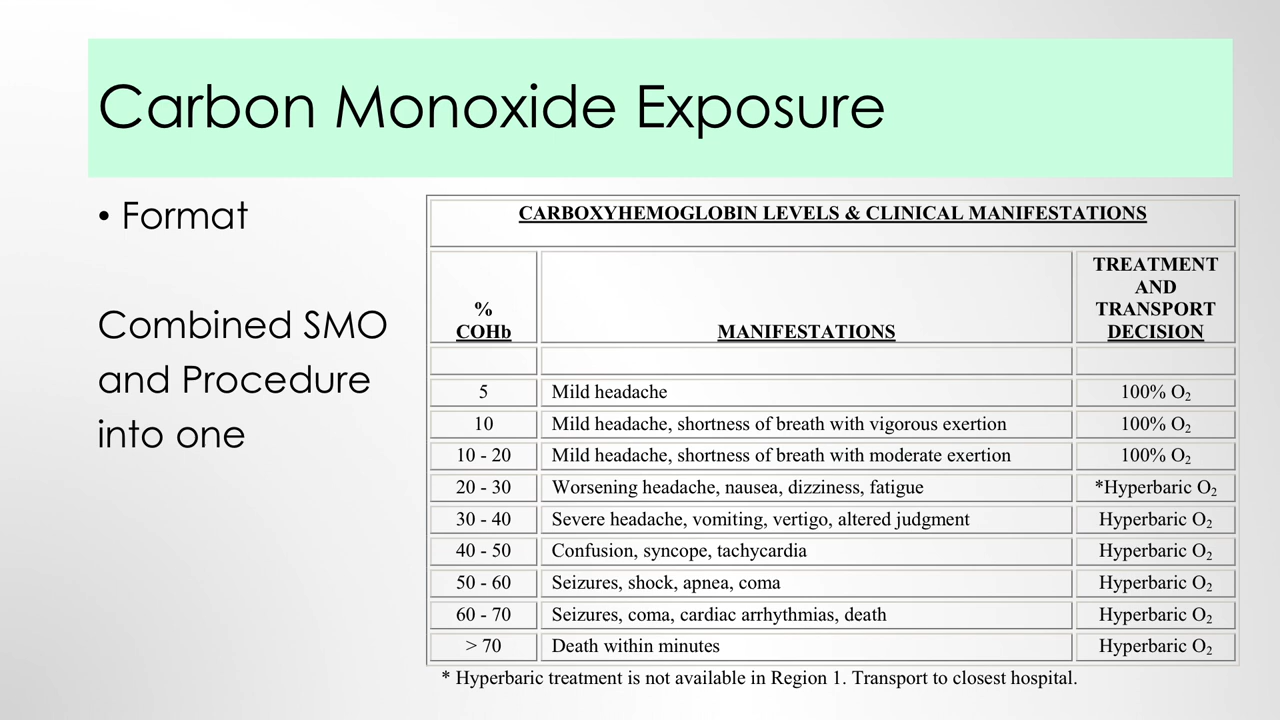 Carbon Monoxide Exposure
• Format
Combined SMO
and Procedure
into one
CARBOXYHEMOGLOBIN LEVELS & CLINICAL MANIFESTATIONS
%
COHb
MANIFESTATIONS
TREATMENT
AND
TRANSPORT
DECISION
5 Mild headache 100% O₂
10 Mild headache, shortness of breath with vigorous exertion 100% O₂
10 - 20 Mild headache, shortness of breath with moderate exertion 100% O₂
20 - 30 Worsening headache, nausea, dizziness, fatigue *Hyperbaric O₂
30 - 40 Severe headache, vomiting, vertigo, altered judgment Hyperbaric O₂
40 - 50 Confusion, syncope, tachycardia Hyperbaric O₂
50 - 60 Seizures, shock, apnea, coma Hyperbaric O₂
60 - 70 Seizures, coma, cardiac arrhythmias, death Hyperbaric O₂
> 70 Death within minutes Hyperbaric O₂
* Hyperbaric treatment is not available in Region 1. Transport to closest hospital.